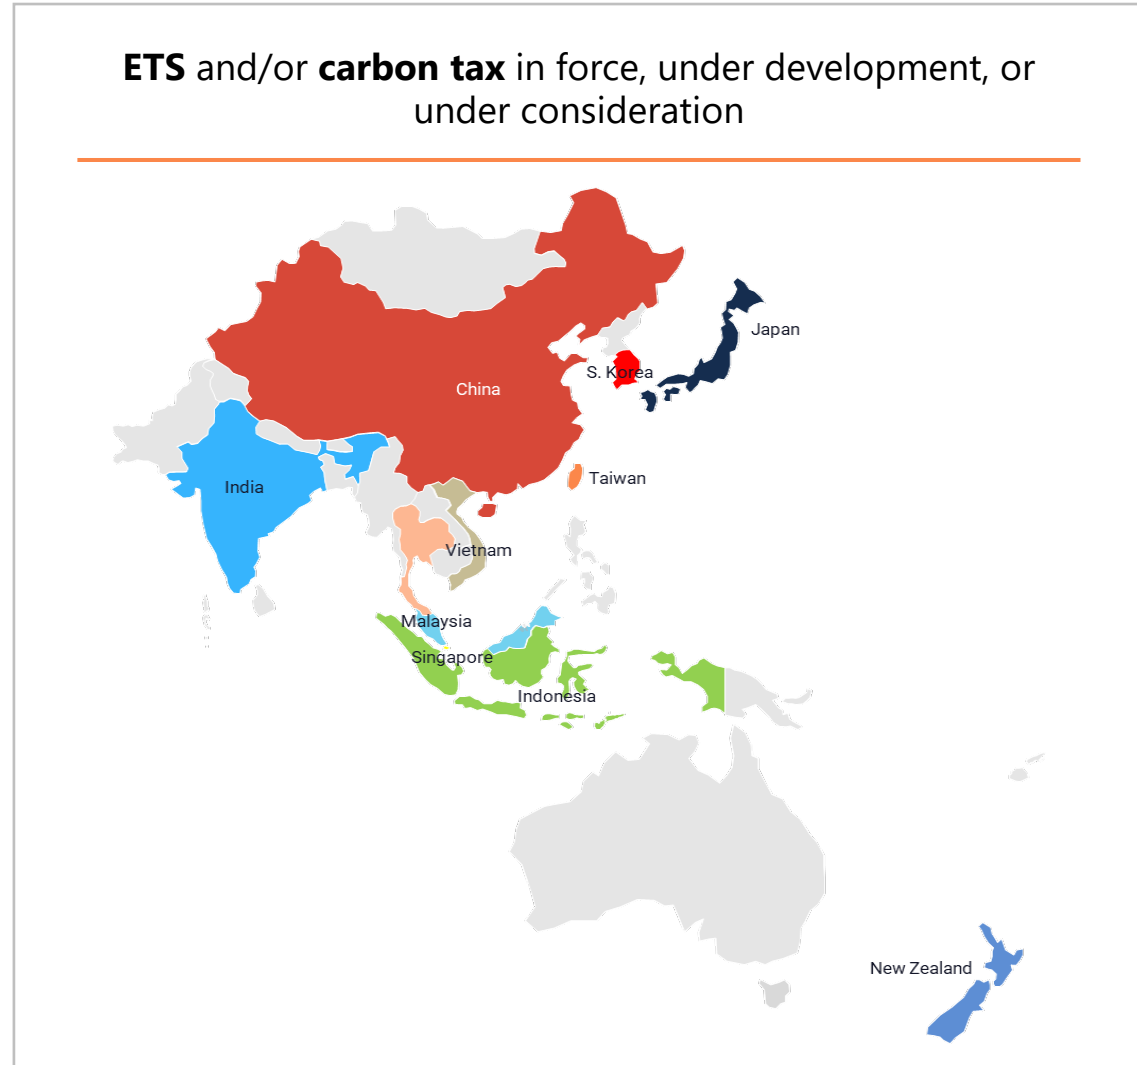 ETS and/or carbon tax in force, under development, or
under consideration
Japan
S. Korea
China
Taiwan
India
Vietnam
Malaysia
Singapore
Indonesia
New Zealand